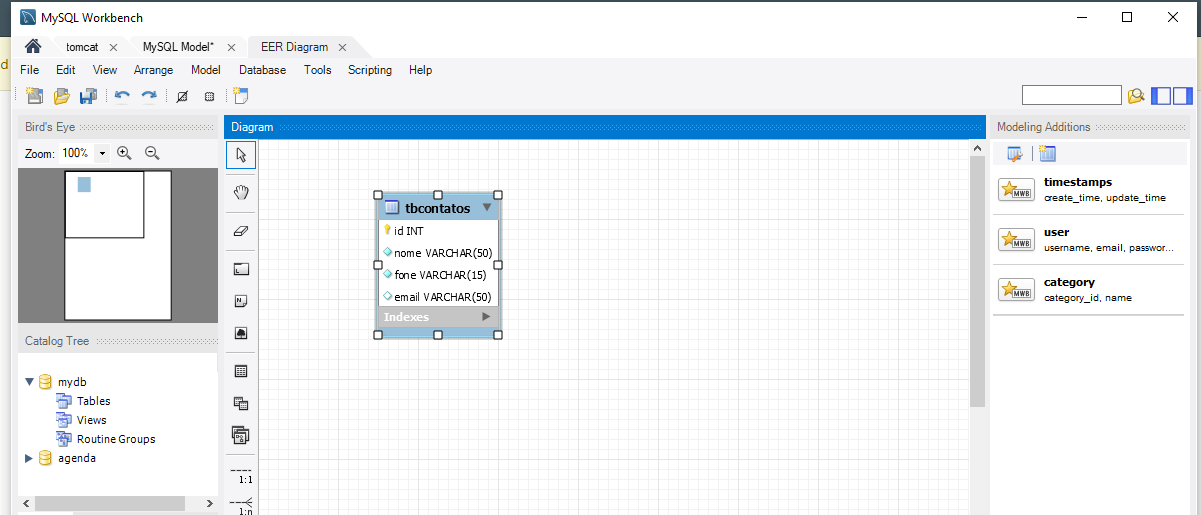 MySQL Workbench
tomcat
MySQL Model*
EER Diagram
File Edit View Arrange Model Database Tools Scripting Help
Bird's Eye
Zoom: 100%
Catalog Tree
mydb
Tables
Views
Routine Groups
agenda
Diagram
1:1
1:n
tbcontatos
id INT
nome VARCHAR(50)
fone VARCHAR(15)
email VARCHAR(50)
Indexes
Modeling Additions
MWB
timestamps
create_time, update_time
MWB
user
username, email, passwor...
MWB
category
category_id, name
d